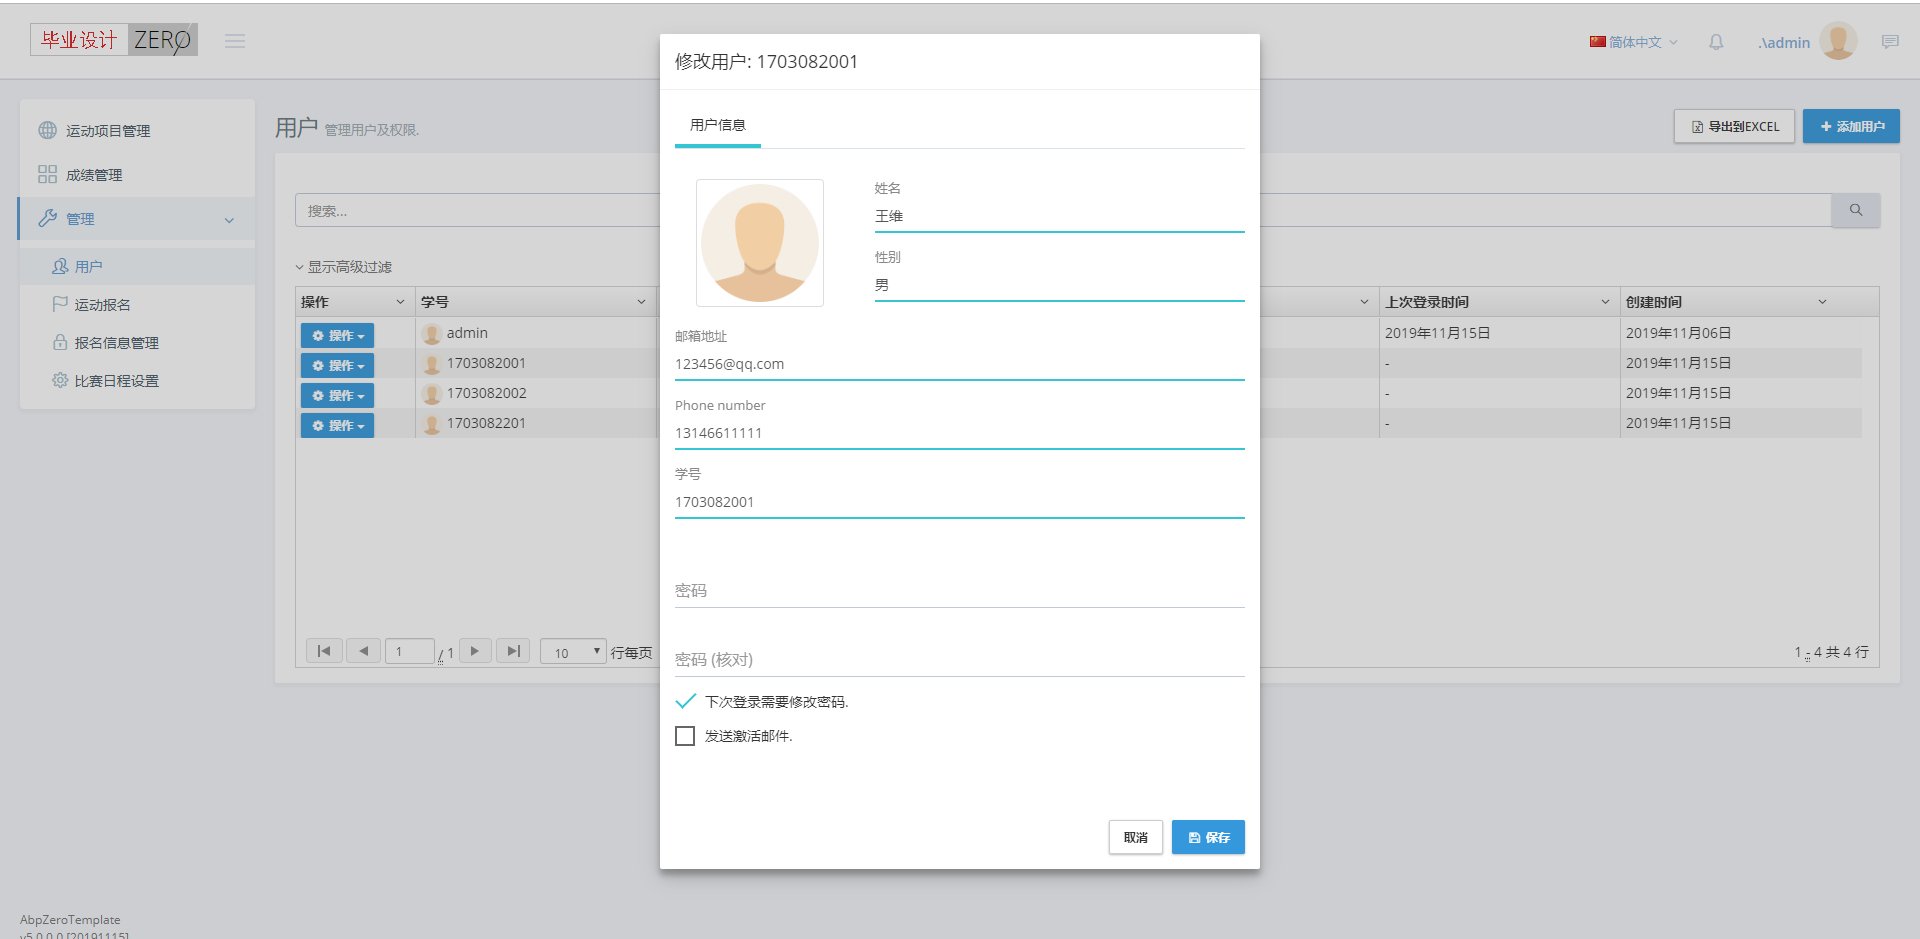 毕业设计 ZERO
简体中文
.\admin
运动项目管理
成绩管理
管理
用户
运动报名
报名信息管理
比赛日程设置
用户 管理用户及权限.
导出到EXCEL
添加用户
搜索...
显示高级过滤
操作 学号 上次登录时间 创建时间
操作 admin 2019年11月15日 2019年11月06日
操作 1703082001 - 2019年11月15日
操作 1703082002 - 2019年11月15日
操作 1703082201 - 2019年11月15日
1 / 1 10 行每页
1 - 4 共 4 行
修改用户: 1703082001
用户信息
姓名
王维
性别
男
邮箱地址
123456@qq.com
Phone number
13146611111
学号
1703082001
密码
密码 (核对)
下次登录需要修改密码.
发送激活邮件.
取消
保存
AbpZeroTemplate
v5.0.0.0 [20191115]